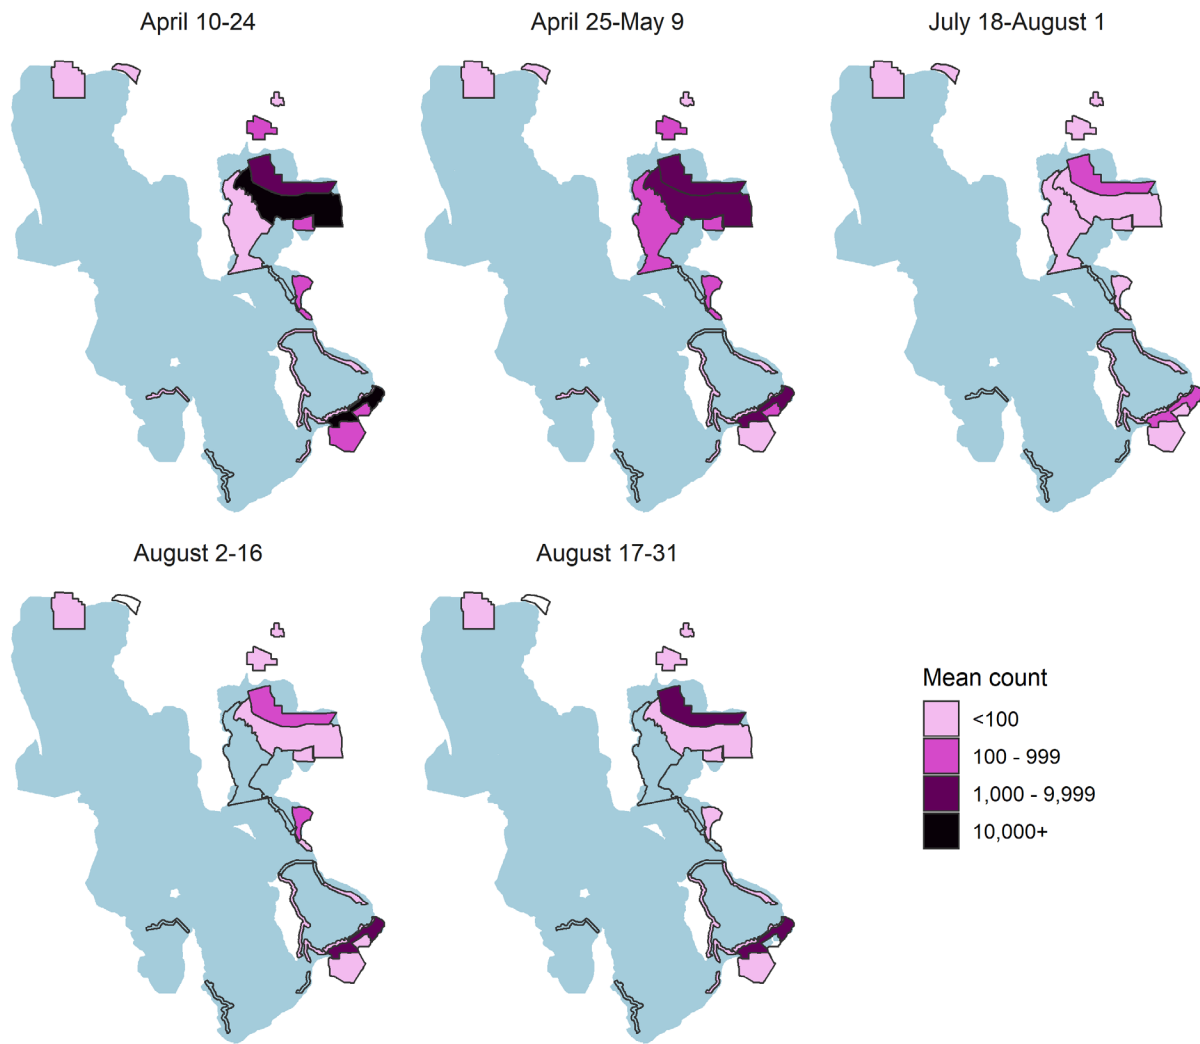 April 10-24
April 25-May 9
July 18-August 1
August 2-16
August 17-31
Mean count
<100
100 - 999
1,000 - 9,999
10,000+